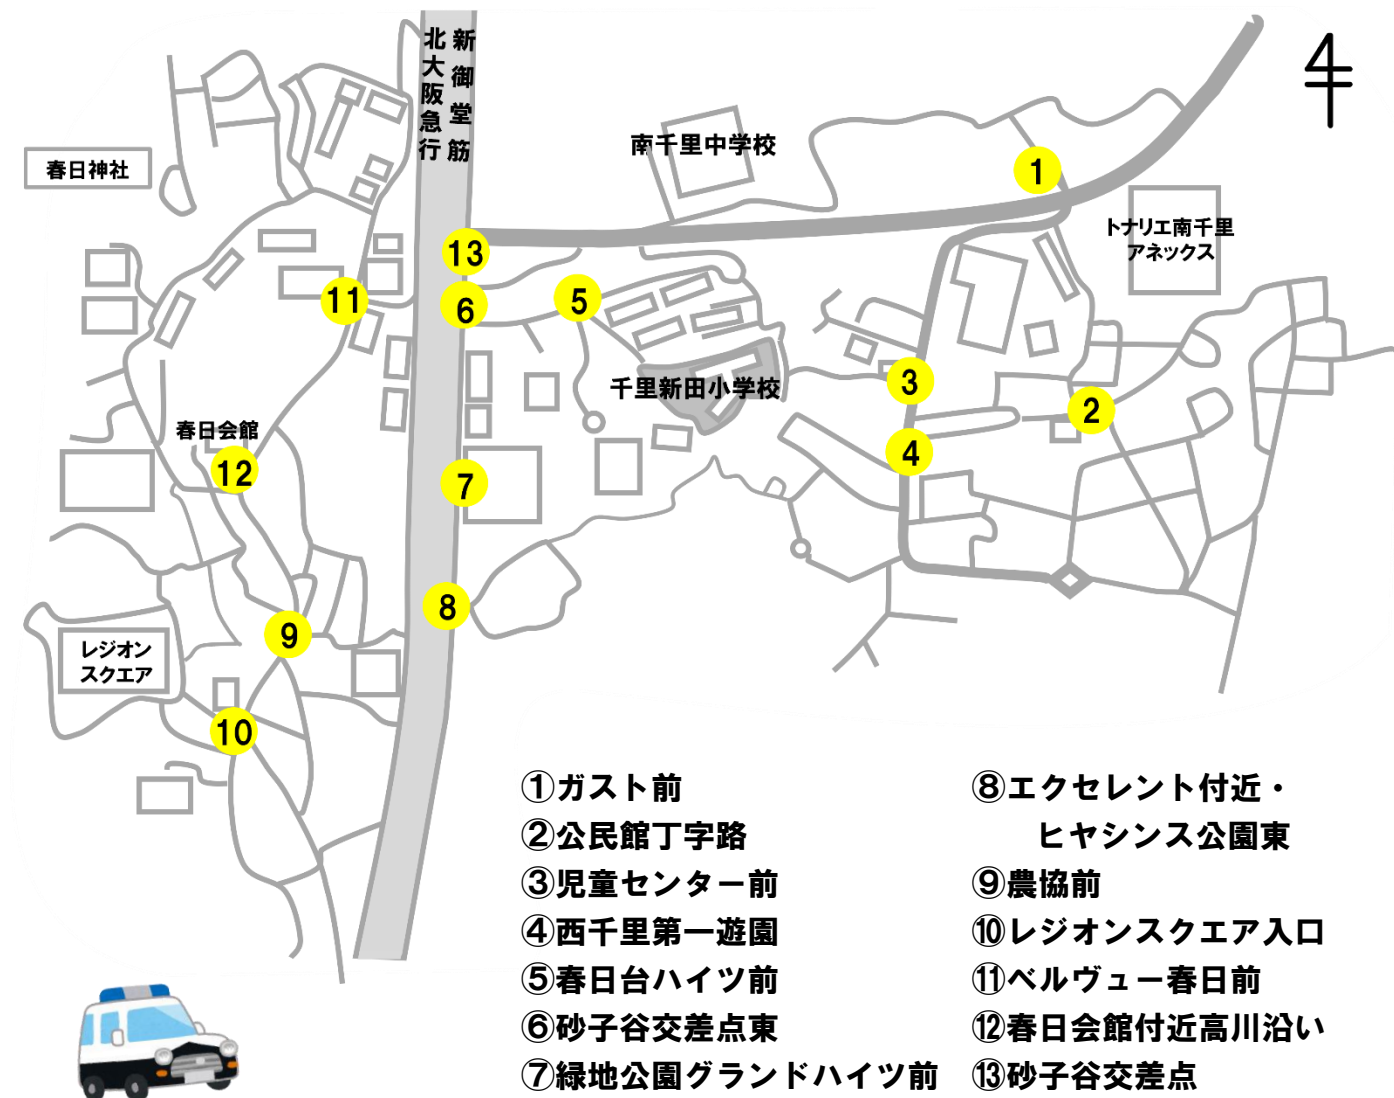 新御堂筋
北大阪急行
春日神社
南千里中学校
トナリエ南千里
アネックス
千里新田小学校
春日会館
レジオン
スクエア
1
2
3
4
5
6
7
8
9
10
11
12
13
①ガスト前
②公民館丁字路
③児童センター前
④西千里第一遊園
⑤春日台ハイツ前
⑥砂子谷交差点東
⑦緑地公園グランドハイツ前
⑧エクセレント付近・
ヒヤシンス公園東
⑨農協前
⑩レジオンスクエア入口
⑪ベルヴュー春日前
⑫春日会館付近高川沿い
⑬砂子谷交差点